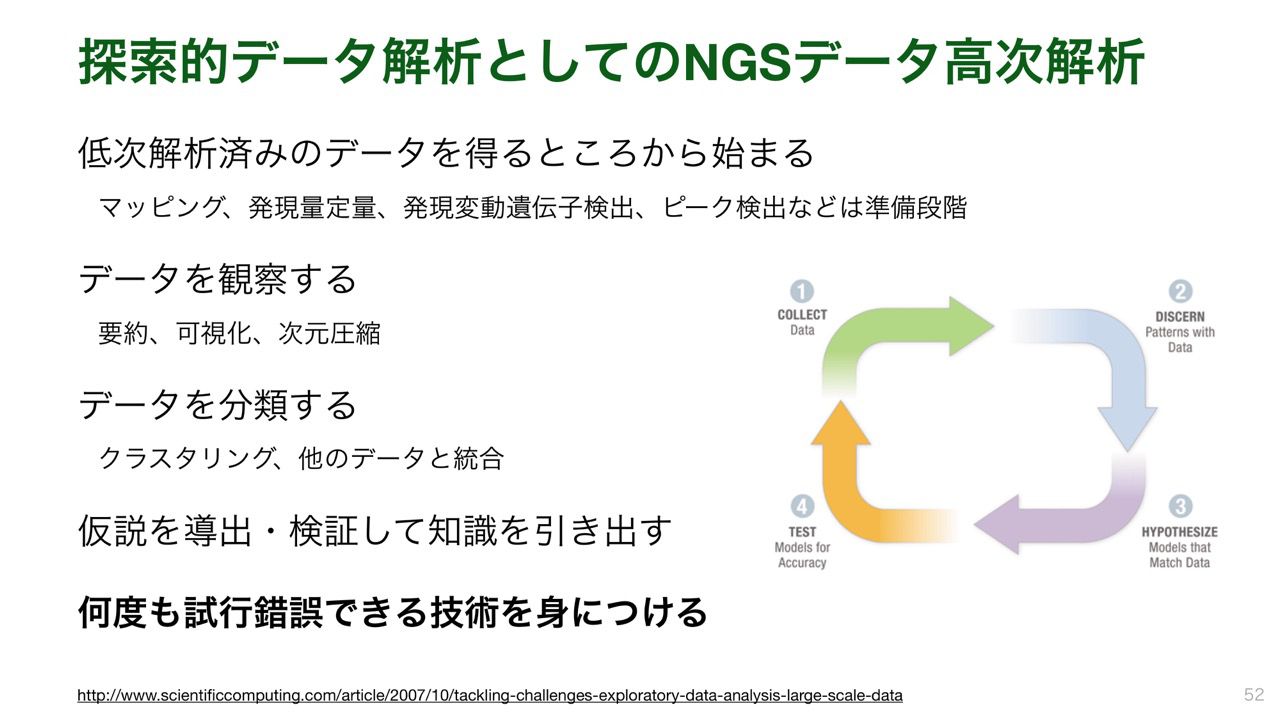 探索的データ解析としてのNGSデータ高次解析
低次解析済みのデータを得るところから始まる
マッピング、発現量定量、発現変動遺伝子検出、ピーク検出などは準備段階
データを観察する
要約、可視化、次元圧縮
データを分類する
クラスタリング、他のデータと統合
仮説を導出・検証して知識を引き出す
何度も試行錯誤できる技術を身につける
1
COLLECT
Data
2
DISCERN
Patterns with
Data
3
HYPOTHESIZE
Models that
Match Data
4
TEST
Models for
Accuracy
http://www.scientificcomputing.com/article/2007/10/tackling-challenges-exploratory-data-analysis-large-scale-data
52